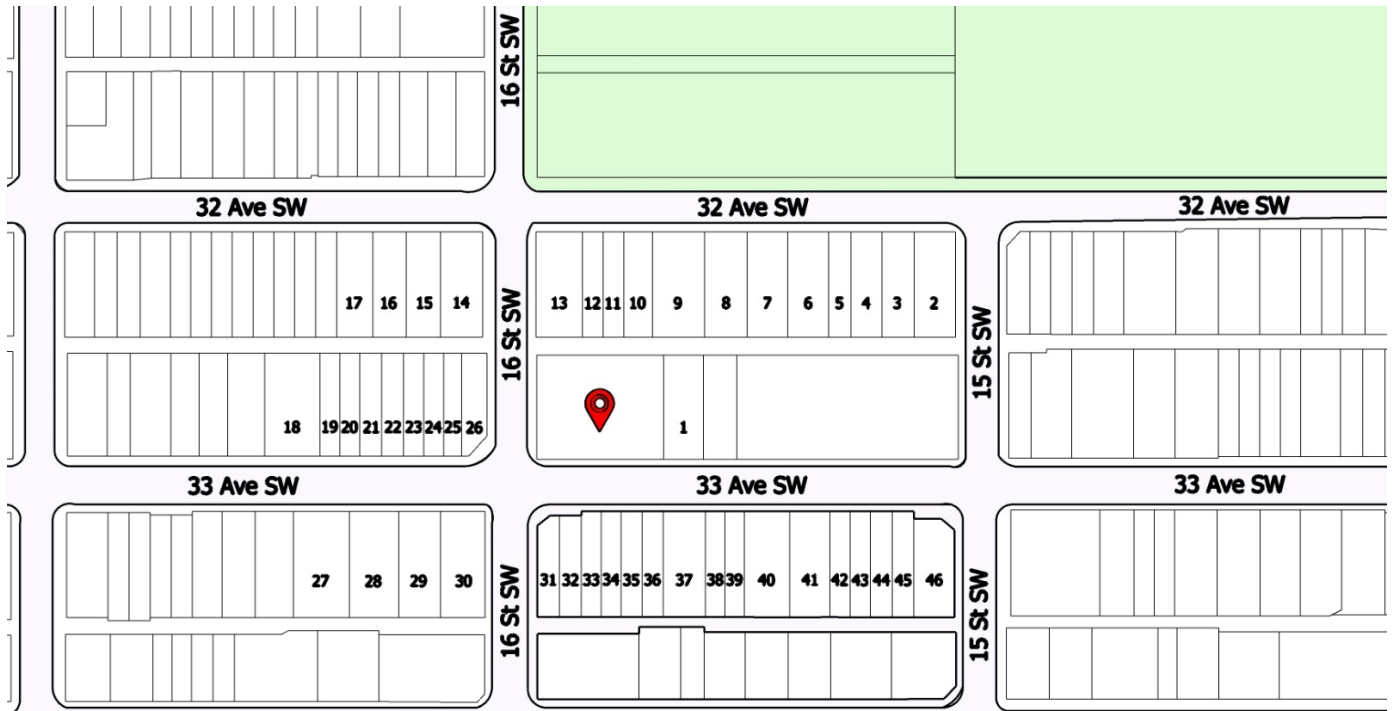 16 St SW
32 Ave SW
32 Ave SW
32 Ave SW
17 16 15 14
13 12 11 10 9 8 7 6 5 4 3 2
16 St SW
15 St SW
18 19 20 21 22 23 24 25 26
1
33 Ave SW
33 Ave SW
33 Ave SW
27 28 29 30
31 32 33 34 35 36 37 38 39 40 41 42 43 44 45 46
16 St SW
15 St SW